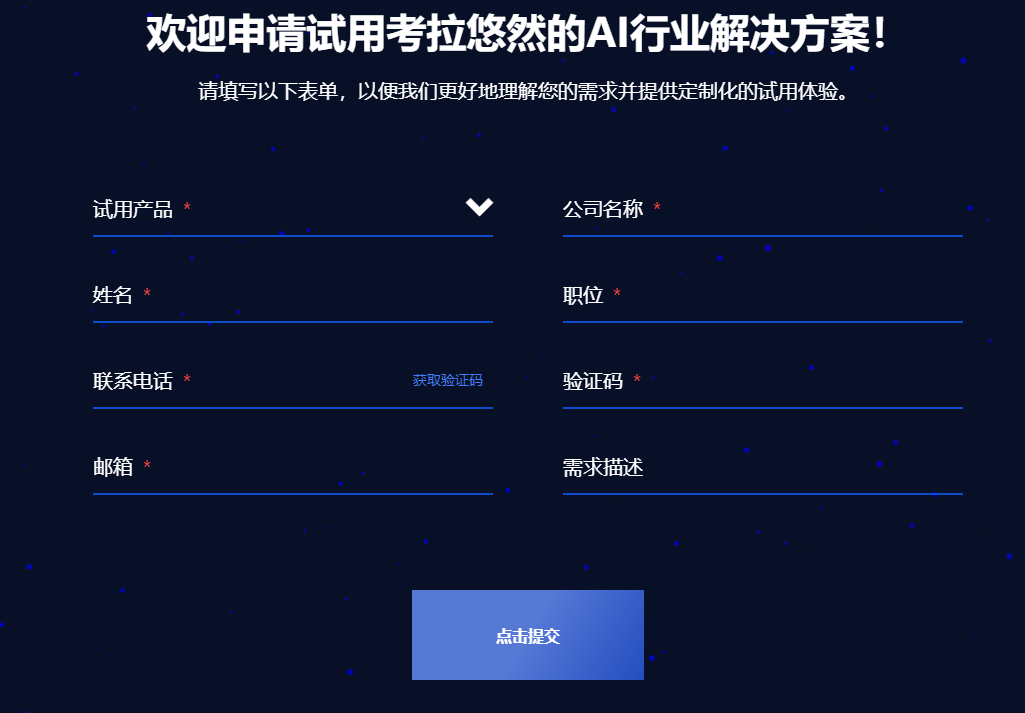 欢迎申请试用考拉悠然的AI行业解决方案！
请填写以下表单，以便我们更好地理解您的需求并提供定制化的试用体验。
试用产品 *
公司名称 *
姓名 *
职位 *
联系电话 * 获取验证码
验证码 *
邮箱 *
需求描述
点击提交